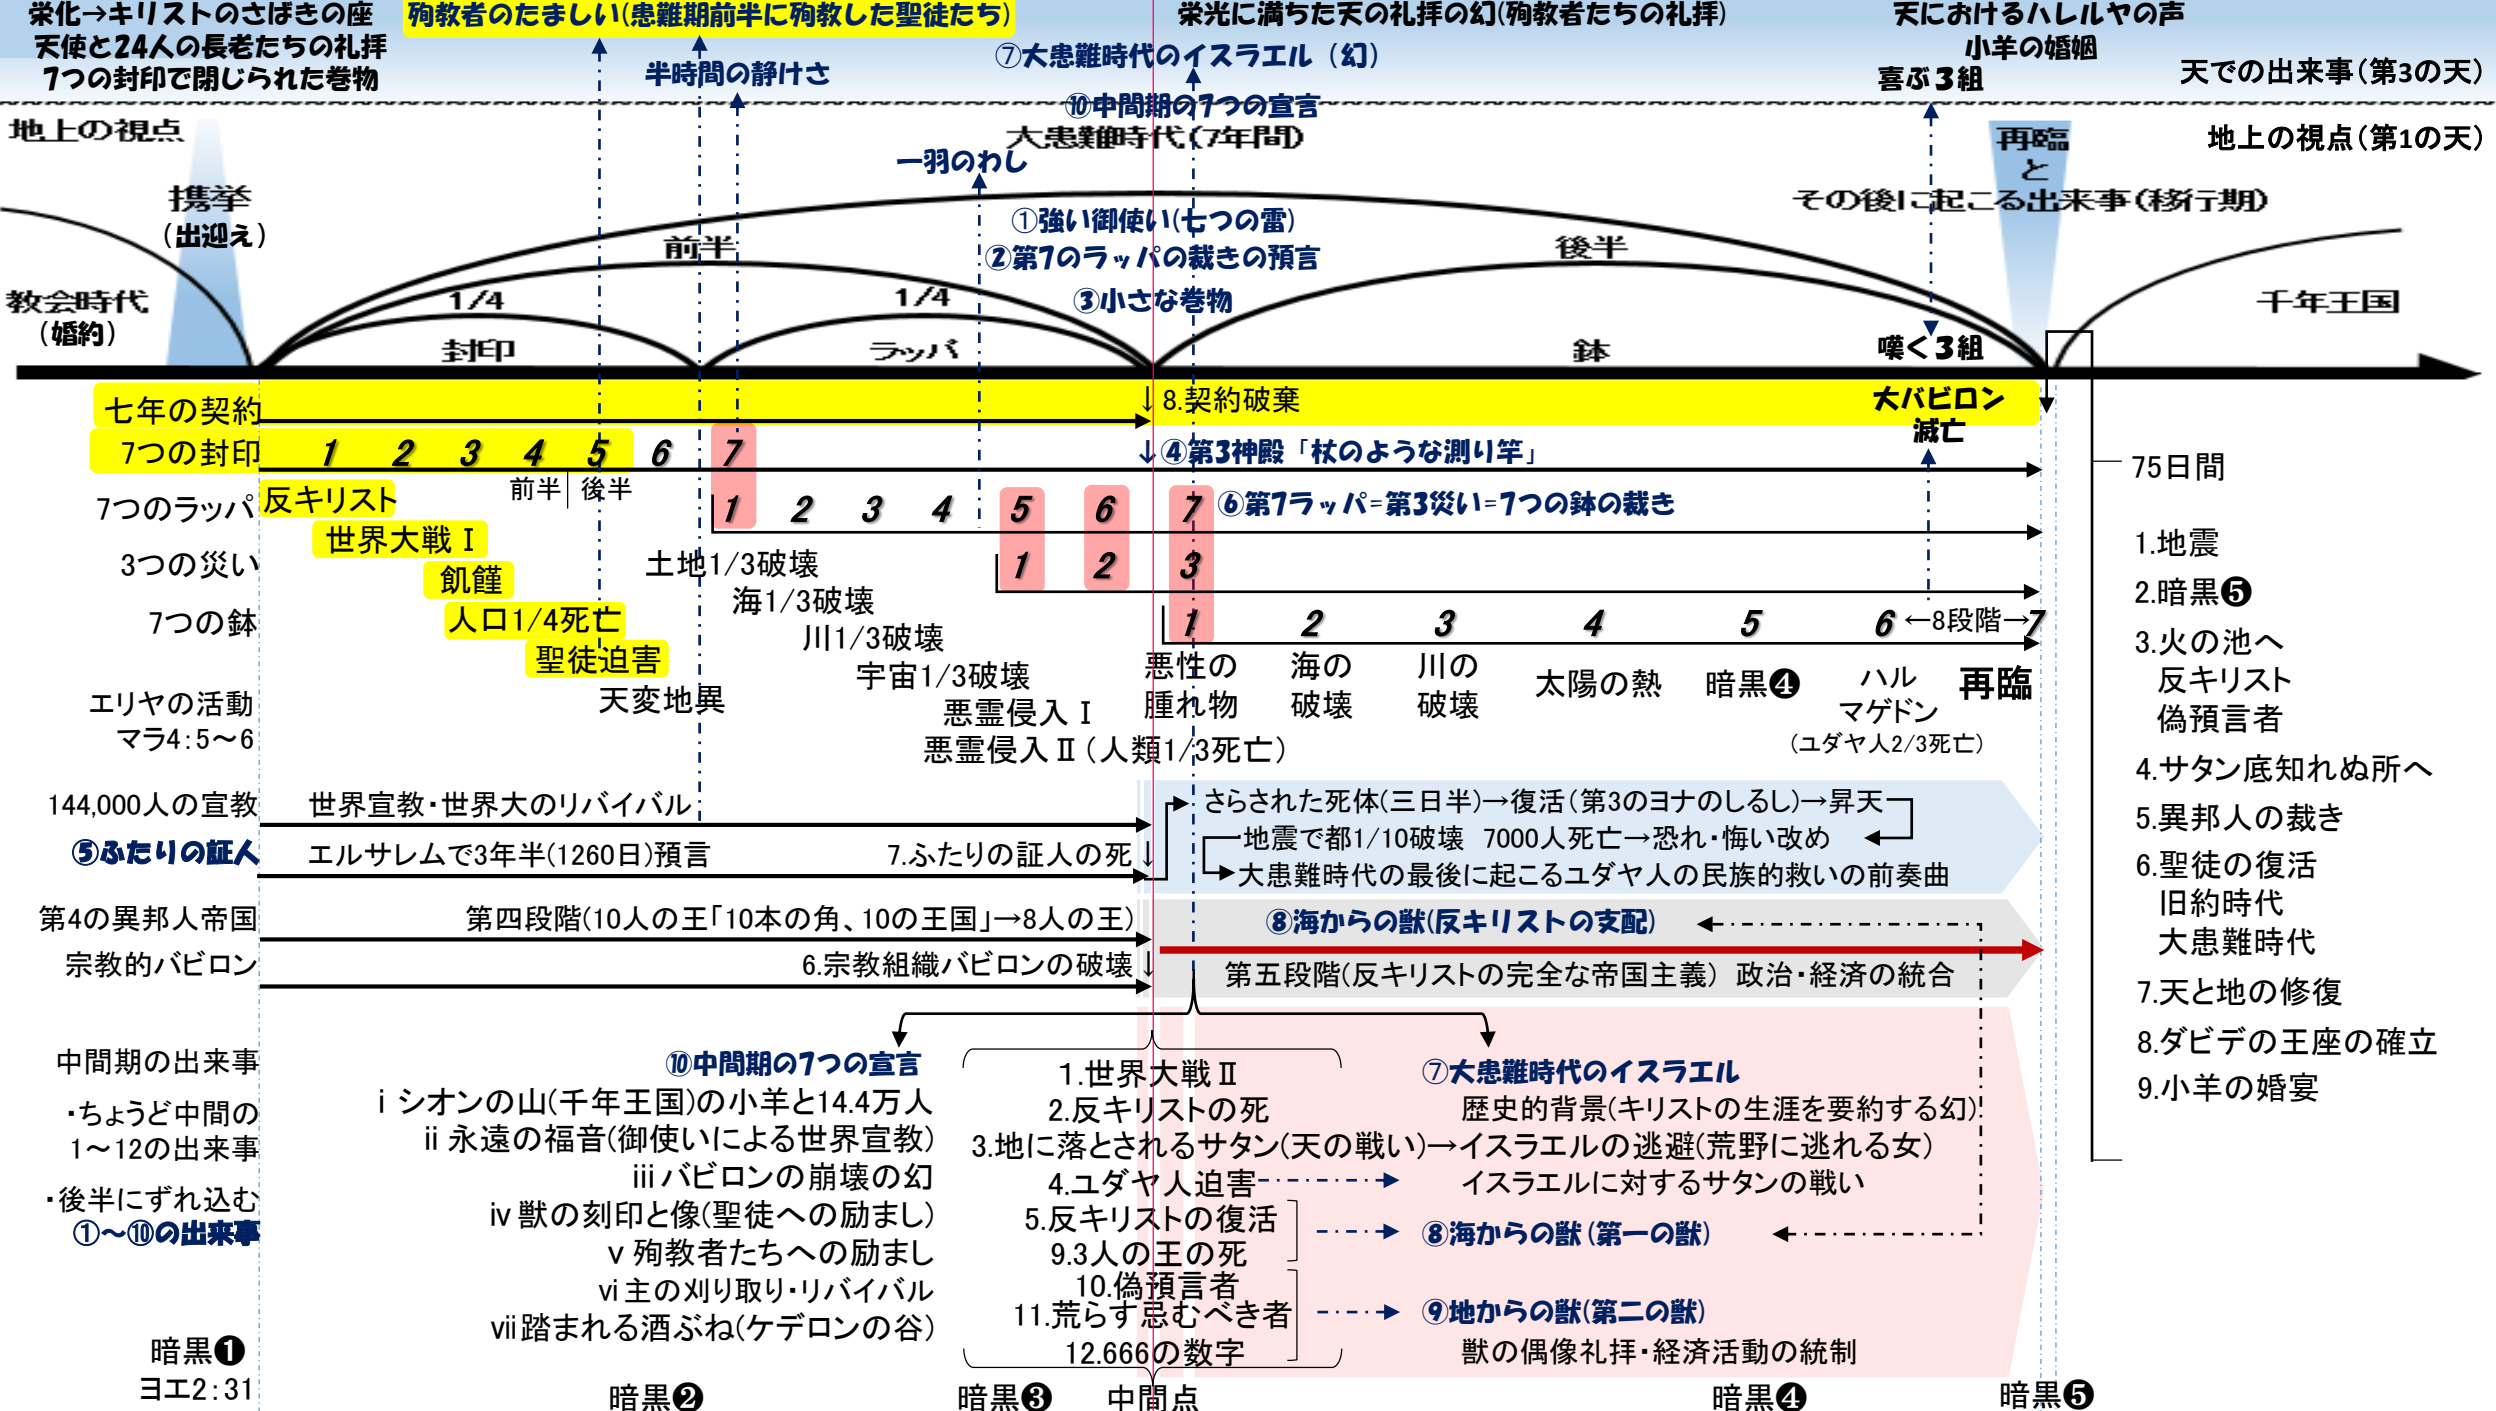 栄化→キリストのさばきの座
天使と24人の長老たちの礼拝
7つの封印で閉じられた巻物
殉教者のたましい(患難期前半に殉教した聖徒たち)
半時間の静けさ
栄光に満ちた天の礼拝の幻(殉教者たちの礼拝)
⑦大患難時代のイスラエル（幻）
⑩中間期の7つの宣言
天におけるハレルヤの声
小羊の婚姻
喜ぶ3組
天での出来事(第3の天)
地上の視点
大患難時代(7年間)
地上の視点(第1の天)
一羽のわし
再臨
と
その後に起こる出来事(移行期)
携挙
(出迎え)
①強い御使い(七つの雷)
②第7のラッパの裁きの預言
③小さな巻物
前半
後半
教会時代
(婚約)
1/4
1/4
千年王国
封印
ラッパ
鉢
嘆く3組
七年の契約
↓8.契約破棄
大バビロン
滅亡
7つの封印
1 2 3 4 5 6 7
↓④第3神殿「杖のような測り竿」
前半
後半
75日間
7つのラッパ
反キリスト
1 2 3 4 5 6 7
⑥第7ラッパ=第3災い=7つの鉢の裁き
世界大戦Ⅰ
3つの災い
1 2 3
飢饉
土地1/3破壊
海1/3破壊
7つの鉢
人口1/4死亡
川1/3破壊
1 2 3 4 5 6 ←8段階→7
聖徒迫害
宇宙1/3破壊
天変地異
悪霊侵入Ⅰ
悪霊侵入Ⅱ(人類1/3死亡)
悪性の
腫れ物
海の
破壊
川の
破壊
太陽の熱
暗黒❹
ハル
マゲドン
(ユダヤ人2/3死亡)
再臨
エリヤの活動
マラ4:5～6
1.地震
2.暗黒❺
3.火の池へ
反キリスト
偽預言者
4.サタン底知れぬ所へ
5.異邦人の裁き
6.聖徒の復活
旧約時代
大患難時代
7.天と地の修復
8.ダビデの王座の確立
9.小羊の婚宴
144,000人の宣教
世界宣教・世界大のリバイバル
さらされた死体(三日半)→復活(第3のヨナのしるし)→昇天
地震で都1/10破壊 7000人死亡→恐れ・悔い改め
大患難時代の最後に起こるユダヤ人の民族的救いの前奏曲
⑤ふたりの証人
エルサレムで3年半(1260日)預言
7.ふたりの証人の死↓
第4の異邦人帝国
第四段階(10人の王「10本の角、10の王国」→8人の王)
⑧海からの獣(反キリストの支配)
宗教的バビロン
6.宗教組織バビロンの破壊↓
第五段階(反キリストの完全な帝国主義) 政治・経済の統合
中間期の出来事
・ちょうど中間の
1～12の出来事
・後半にずれ込む
①～⑩の出来事
⑩中間期の7つの宣言
ⅰシオンの山(千年王国)の小羊と14.4万人
ⅱ永遠の福音(御使いによる世界宣教)
ⅲバビロンの崩壊の幻
ⅳ獣の刻印と像(聖徒への励まし)
ⅴ殉教者たちへの励まし
ⅵ主の刈り取り・リバイバル
ⅶ踏まれる酒ぶね(ケデロンの谷)
1.世界大戦Ⅱ
2.反キリストの死
3.地に落とされるサタン(天の戦い)→イスラエルの逃避(荒野に逃れる女)
4.ユダヤ人迫害
5.反キリストの復活
9.3人の王の死
10.偽預言者
11.荒らす忌むべき者
12.666の数字
⑦大患難時代のイスラエル
歴史的背景(キリストの生涯を要約する幻)
イスラエルに対するサタンの戦い
⑧海からの獣(第一の獣)
⑨地からの獣(第二の獣)
獣の偶像礼拝・経済活動の統制
暗黒❶
ヨエ2:31
暗黒❷
暗黒❸
中間点
暗黒❹
暗黒❺